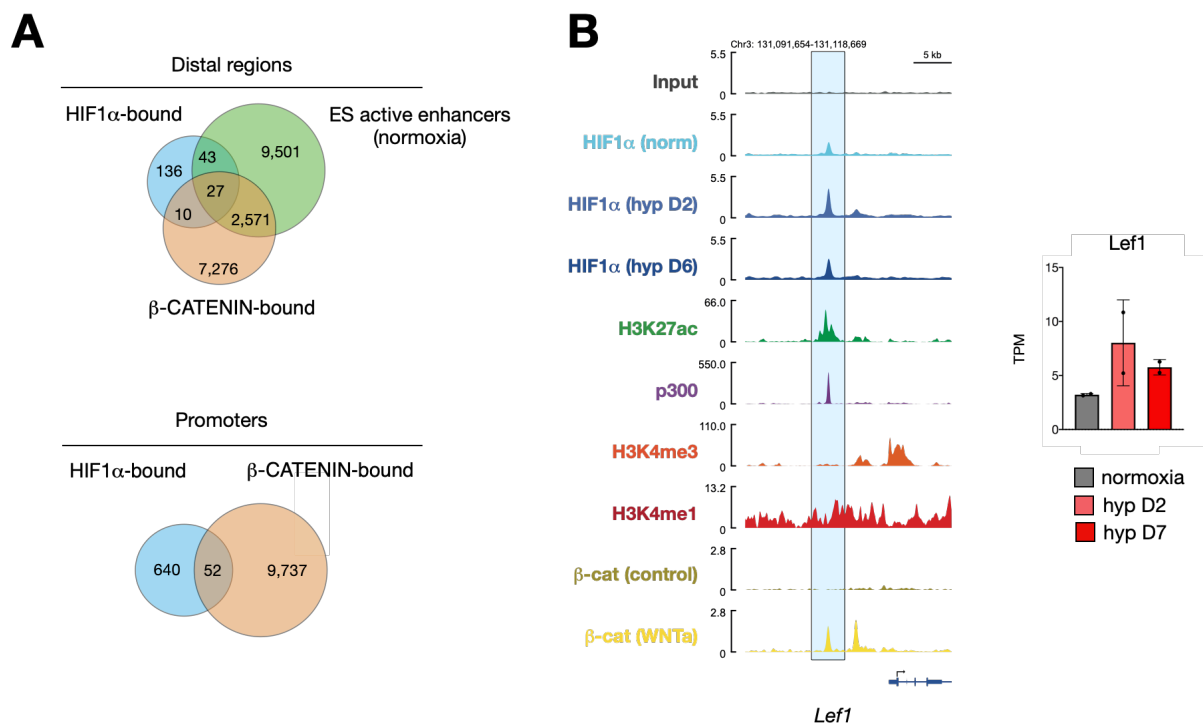 A
Distal regions
HIF1α-bound
ES active enhancers
(normoxia)
136
43
9,501
27
10
2,571
7,276
β-CATENIN-bound
Promoters
HIF1α-bound
β-CATENIN-bound
640
52
9,737
B
Chr3: 131,091,654-131,118,669
5 kb
5.5
Input
0
5.5
HIF1α (norm)
0
5.5
HIF1α (hyp D2)
0
5.5
HIF1α (hyp D6)
0
66.0
H3K27ac
0
550.0
p300
0
110.0
H3K4me3
0
13.2
H3K4me1
0
2.8
β-cat (control)
0
2.8
β-cat (WNTa)
0
Lef1
Lef1
15
10
5
0
TPM
normoxia
hyp D2
hyp D7